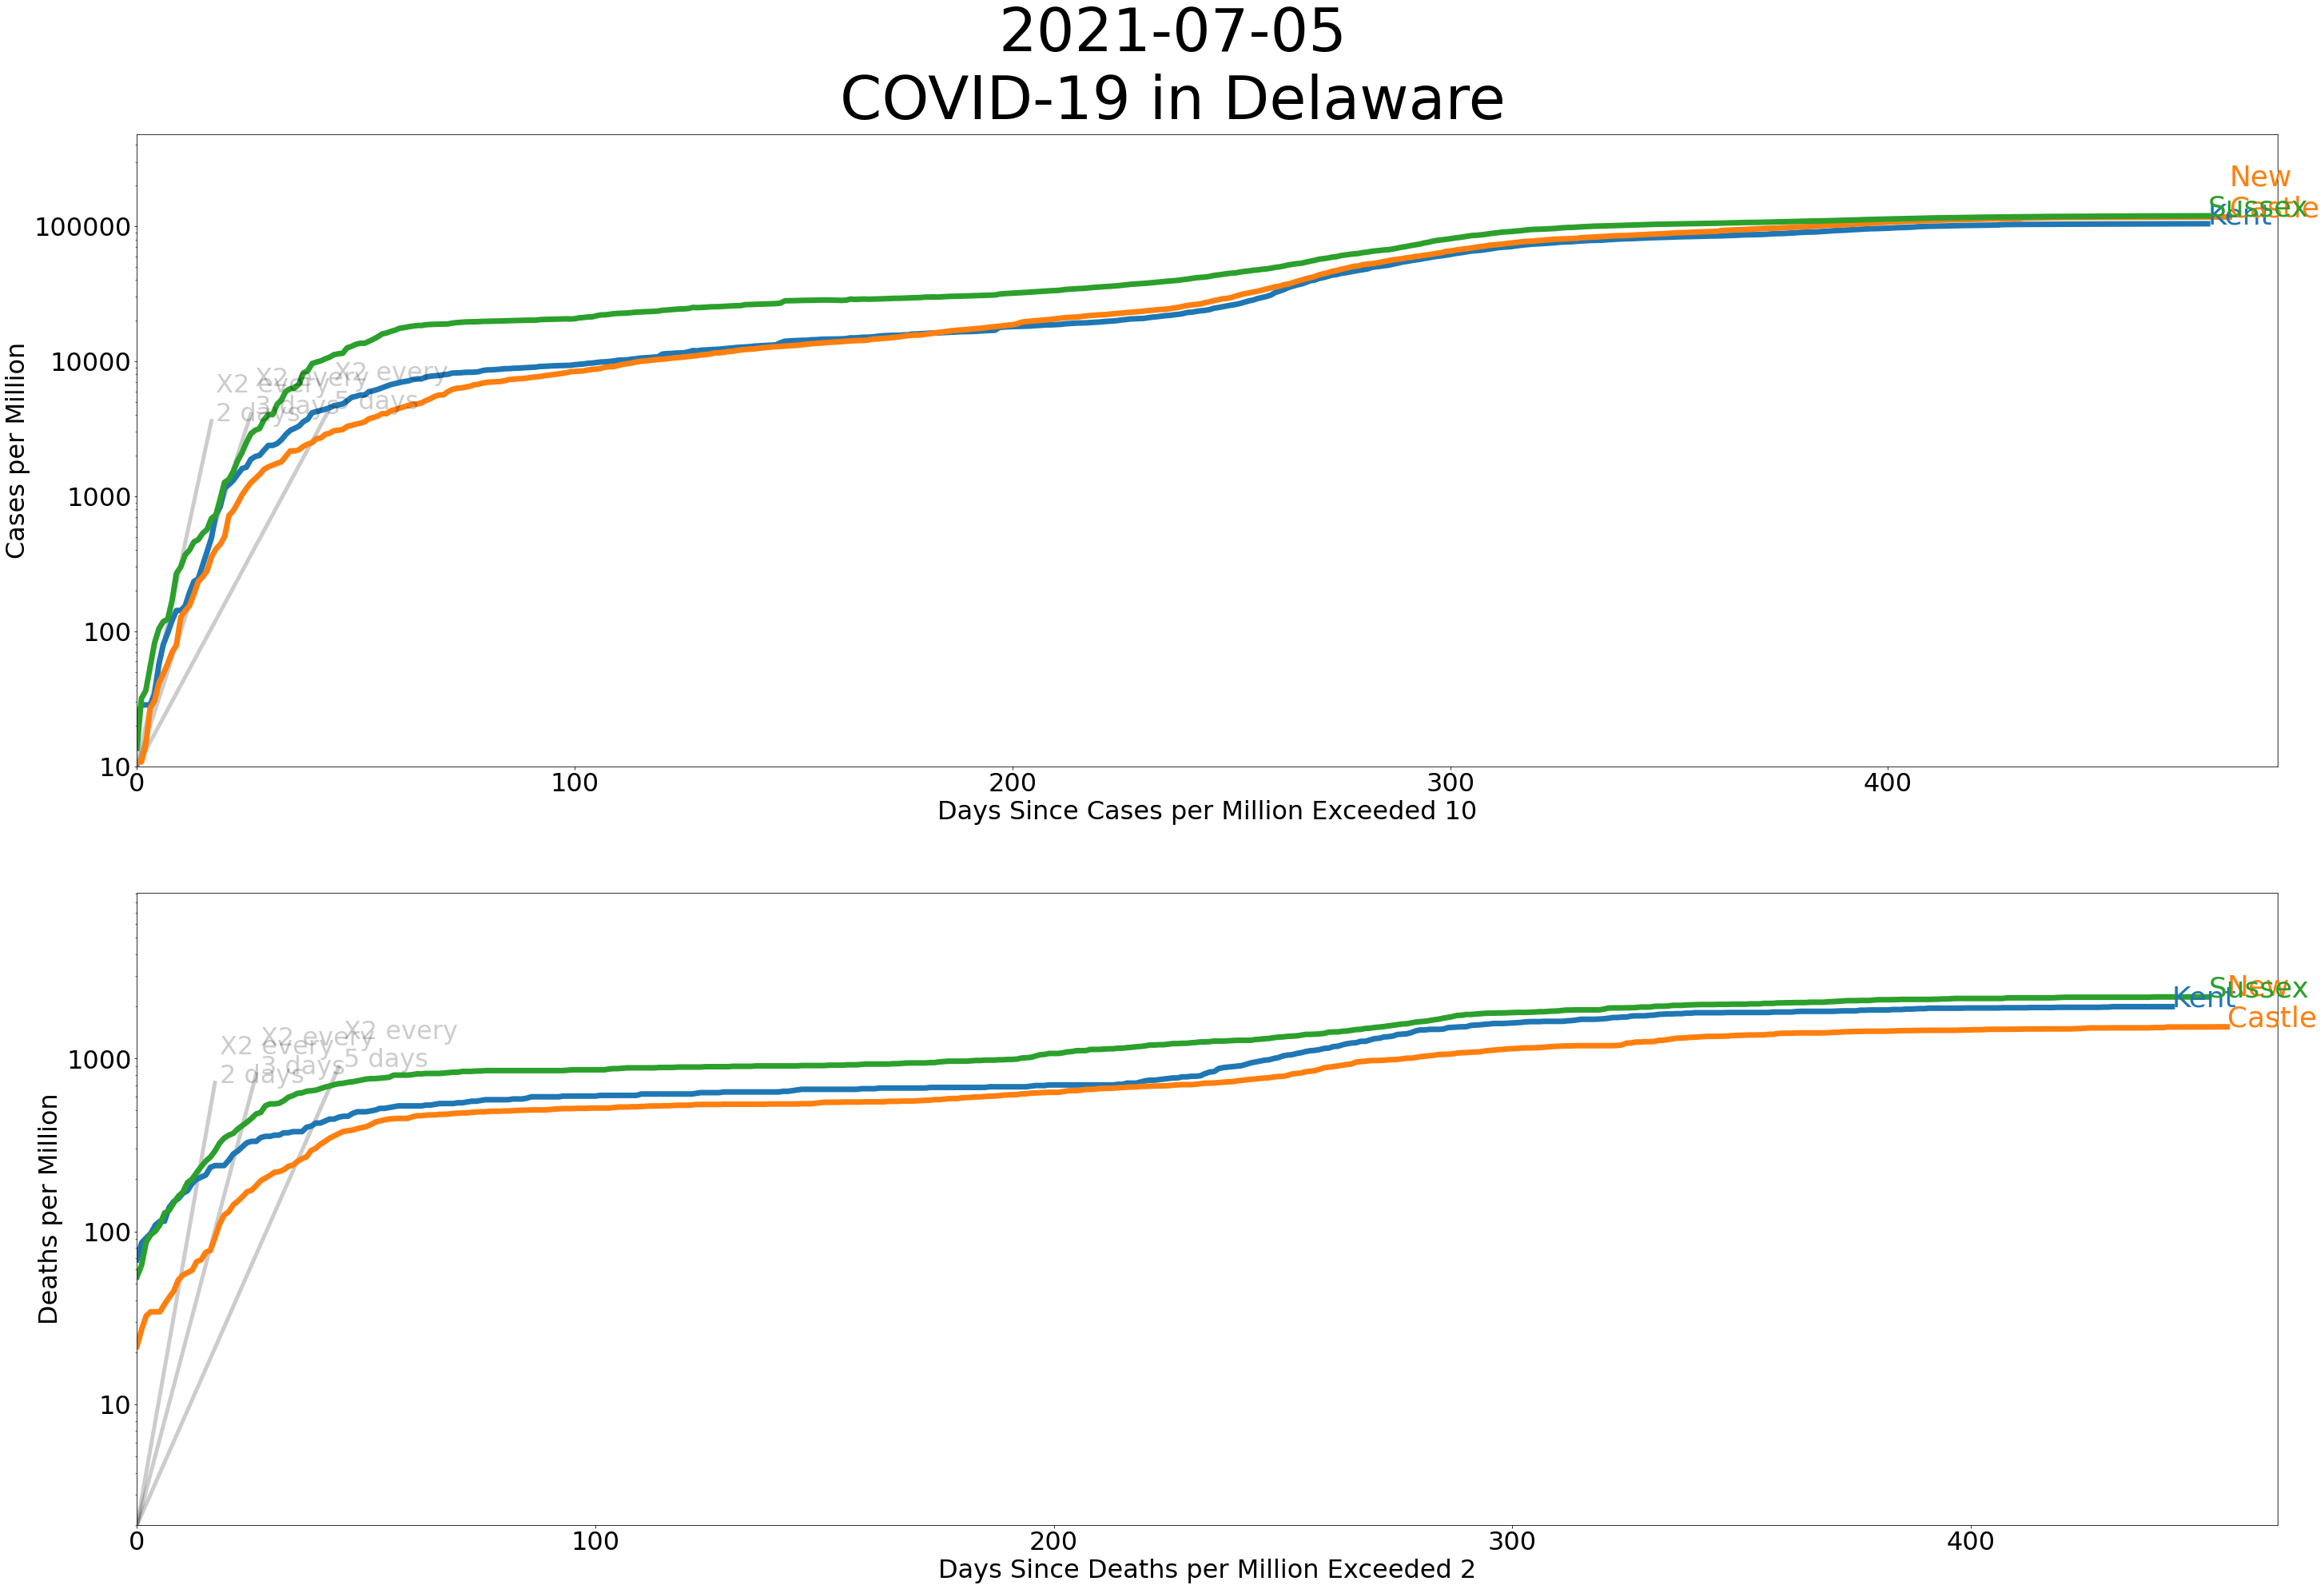 2021-07-05
COVID-19 in Delaware
Cases per Million
100000
10000
1000
100
10
X2 every
2 days
X2 every
3 days
X2 every
5 days
New
Castle
Sussex
Kent
0
100
200
300
400
Days Since Cases per Million Exceeded 10
Deaths per Million
1000
100
10
X2 every
2 days
X2 every
3 days
X2 every
5 days
Kent
Sussex
New
Castle
0
100
200
300
400
Days Since Deaths per Million Exceeded 2